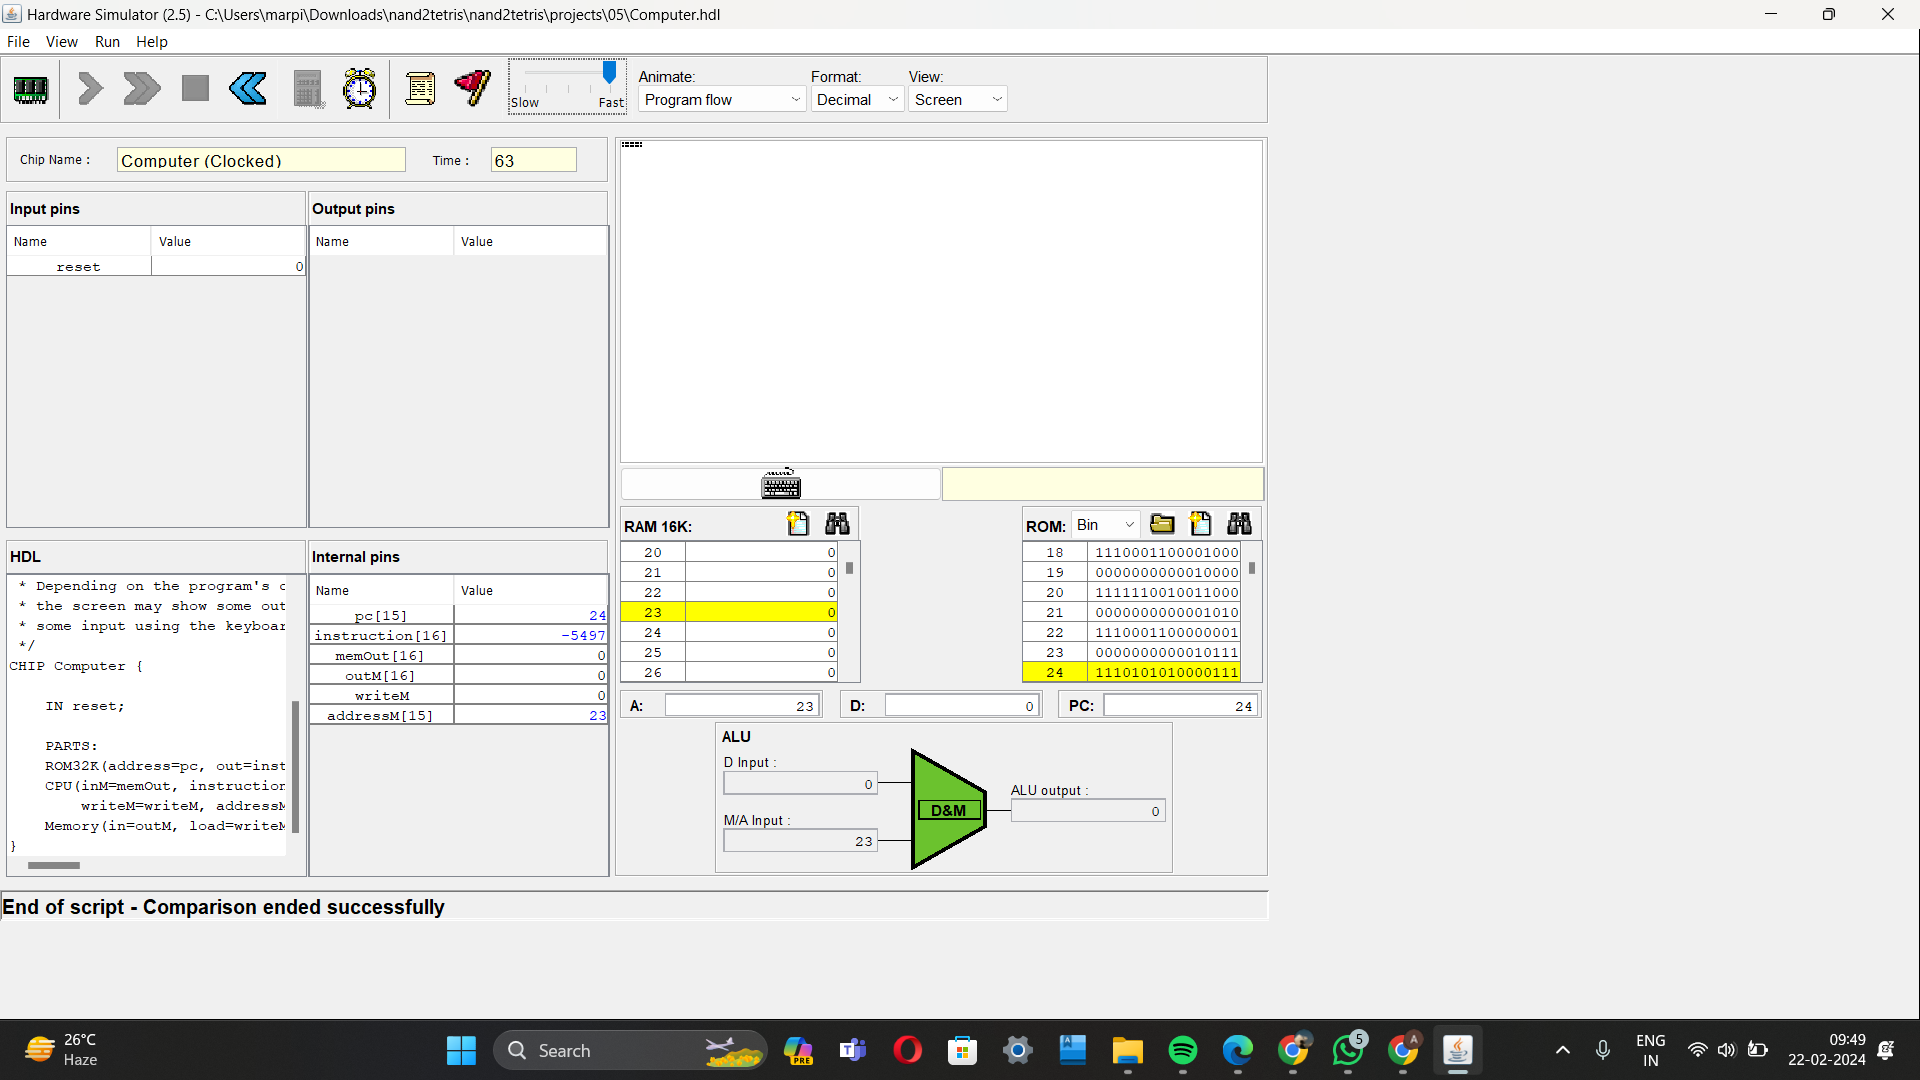 Hardware Simulator (2.5) - C:\Users\marpi\Downloads\nand2tetris\nand2tetris\projects\05\Computer.hdl
File View Run Help
Slow Fast
Animate: Format: View:
Program flow Decimal Screen
Chip Name : Computer (Clocked) Time : 63
Input pins Output pins
Name Value Name Value
reset 0
RAM 16K: ROM: Bin
20 0 18 1110001100001000
21 0 19 0000000000010000
22 0 20 1111110010011000
23 0 21 0000000000001010
24 0 22 1110001100000001
25 0 23 0000000000010111
26 0 24 1110101010000111
A: 23 D: 0 PC: 24
ALU
D Input :
0
M/A Input :
23
D&M
ALU output :
0
HDL
* Depending on the program's c
* the screen may show some out
* some input using the keyboar
*/
CHIP Computer {
IN reset;
PARTS:
ROM32K(address=pc, out=inst
CPU(inM=memOut, instruction
writeM=writeM, addressM
Memory(in=outM, load=writeM
}
Internal pins
Name Value
pc[15] 24
instruction[16] -5497
memOut[16] 0
outM[16] 0
writeM 0
addressM[15] 23
End of script - Comparison ended successfully
26°C
Haze
Search
PRE
5
A
ENG
IN
09:49
22-02-2024